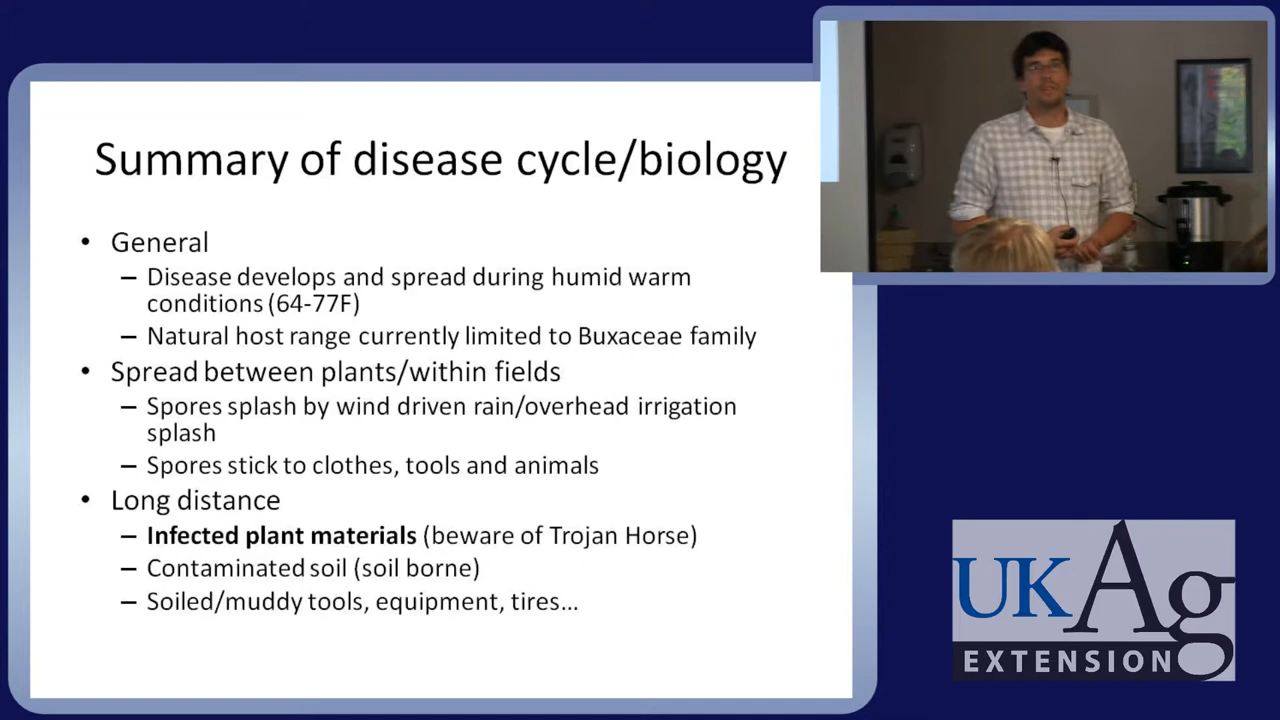 Summary of disease cycle/biology
• General
– Disease develops and spread during humid warm
conditions (64-77F)
– Natural host range currently limited to Buxaceae family
• Spread between plants/within fields
– Spores splash by wind driven rain/overhead irrigation
splash
– Spores stick to clothes, tools and animals
• Long distance
– Infected plant materials (beware of Trojan Horse)
– Contaminated soil (soil borne)
– Soiled/muddy tools, equipment, tires...
UKAg
EXTENSION